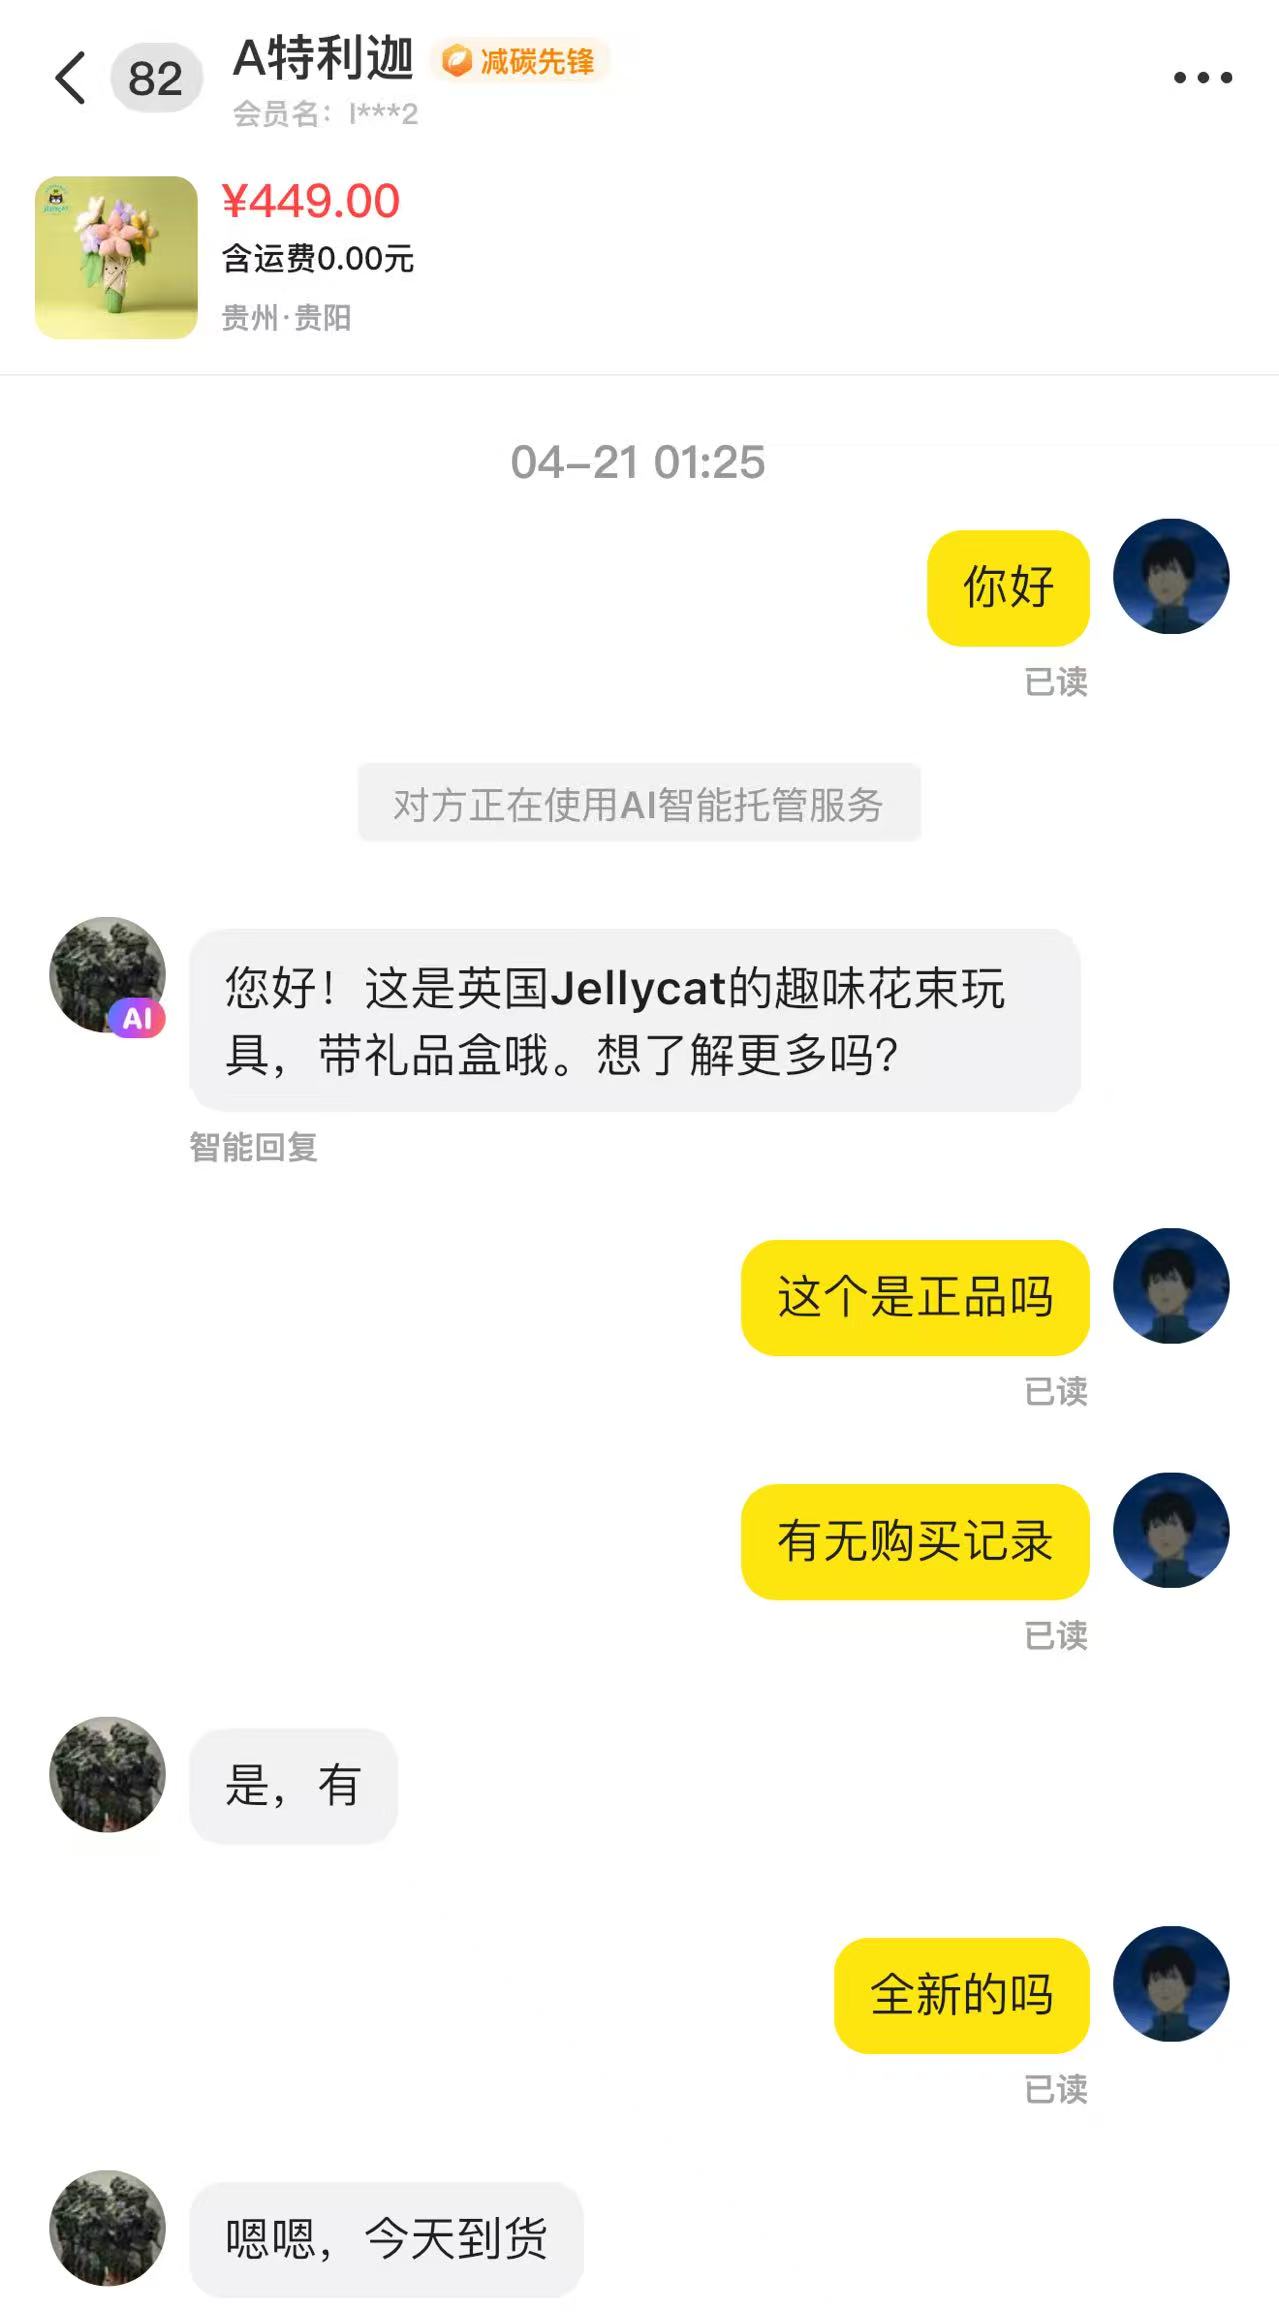 82
A特利迦
减碳先锋
会员名：l***2
¥449.00
含运费0.00元
贵州·贵阳
04-21 01:25
你好
已读
对方正在使用AI智能托管服务
您好！这是英国Jellycat的趣味花束玩
具，带礼品盒哦。想了解更多吗？
AI
智能回复
这个是正品吗
已读
有无购买记录
已读
是，有
全新的吗
已读
嗯嗯，今天到货